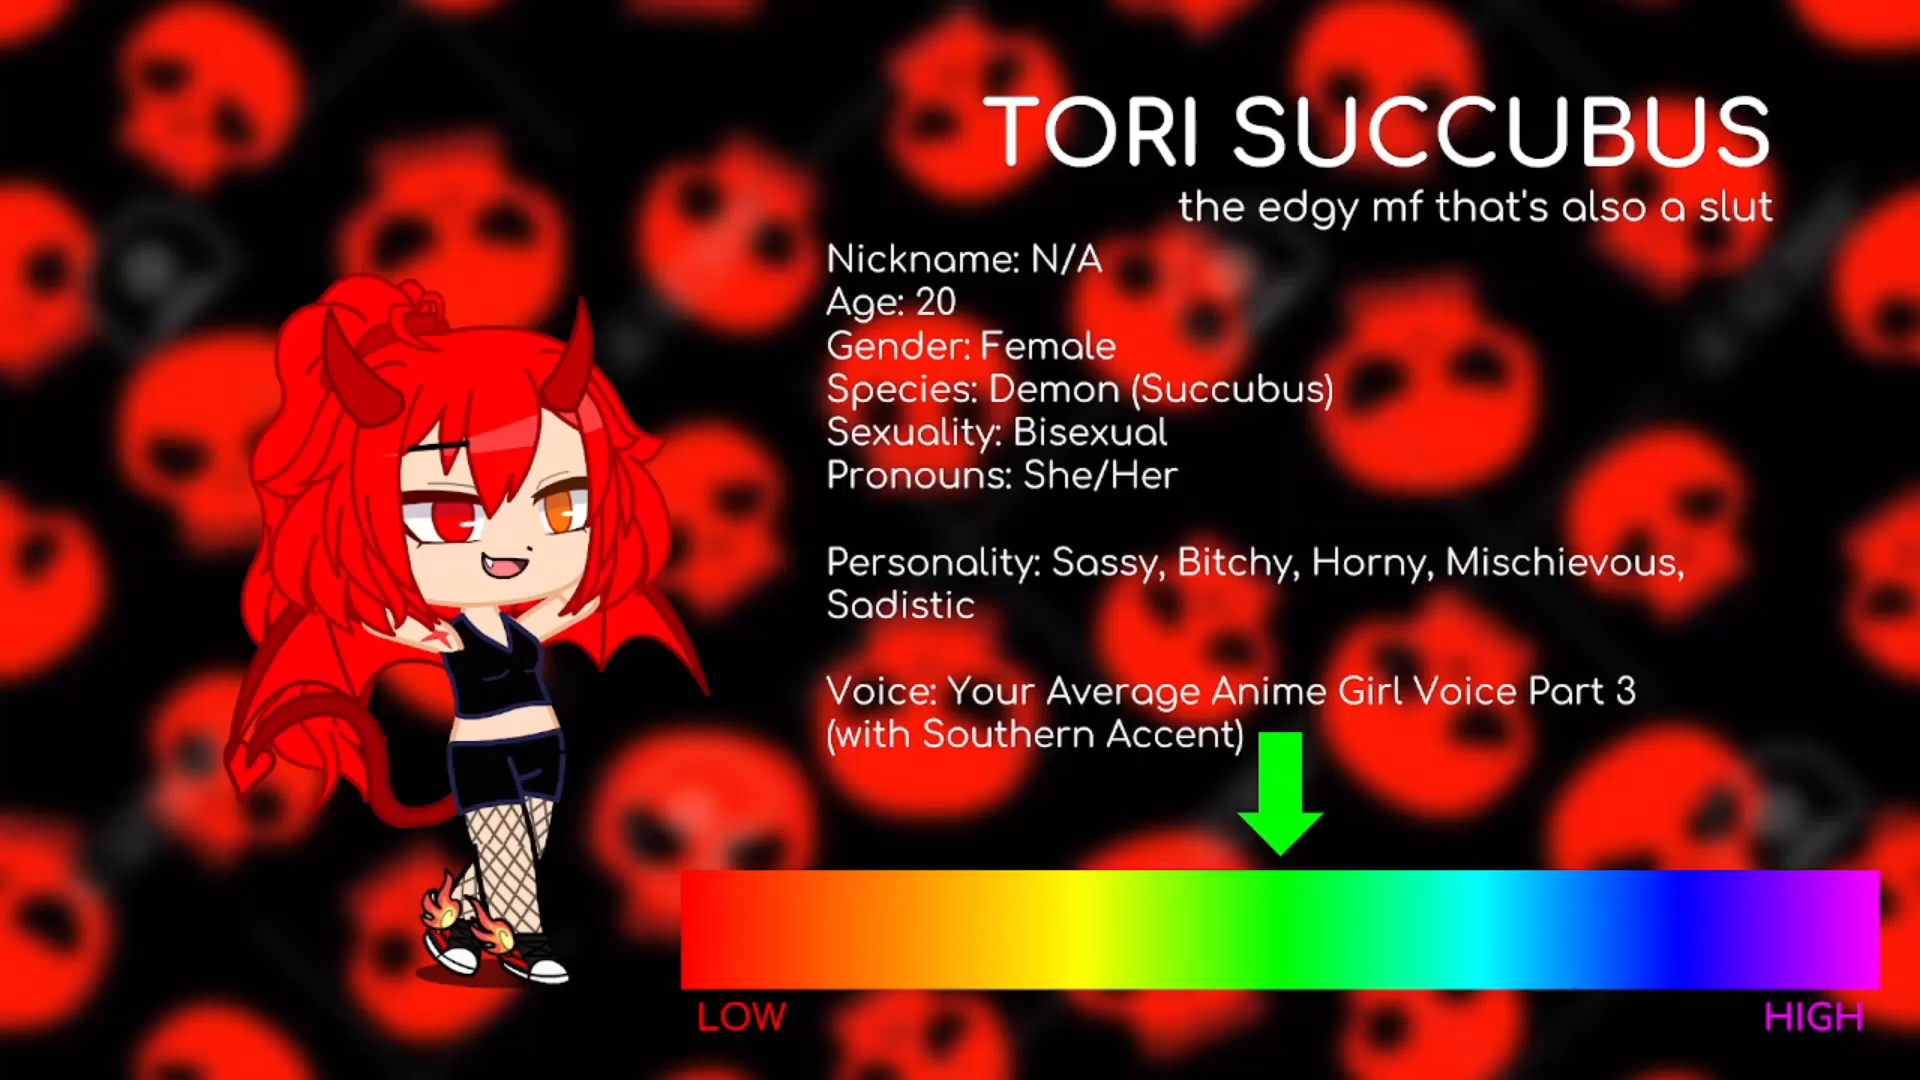 TORI SUCCUBUS
the edgy mf that's also a slut
Nickname: N/A
Age: 20
Gender: Female
Species: Demon (Succubus)
Sexuality: Bisexual
Pronouns: She/Her
Personality: Sassy, Bitchy, Horny, Mischievous,
Sadistic
Voice: Your Average Anime Girl Voice Part 3
(with Southern Accent)
LOW
HIGH